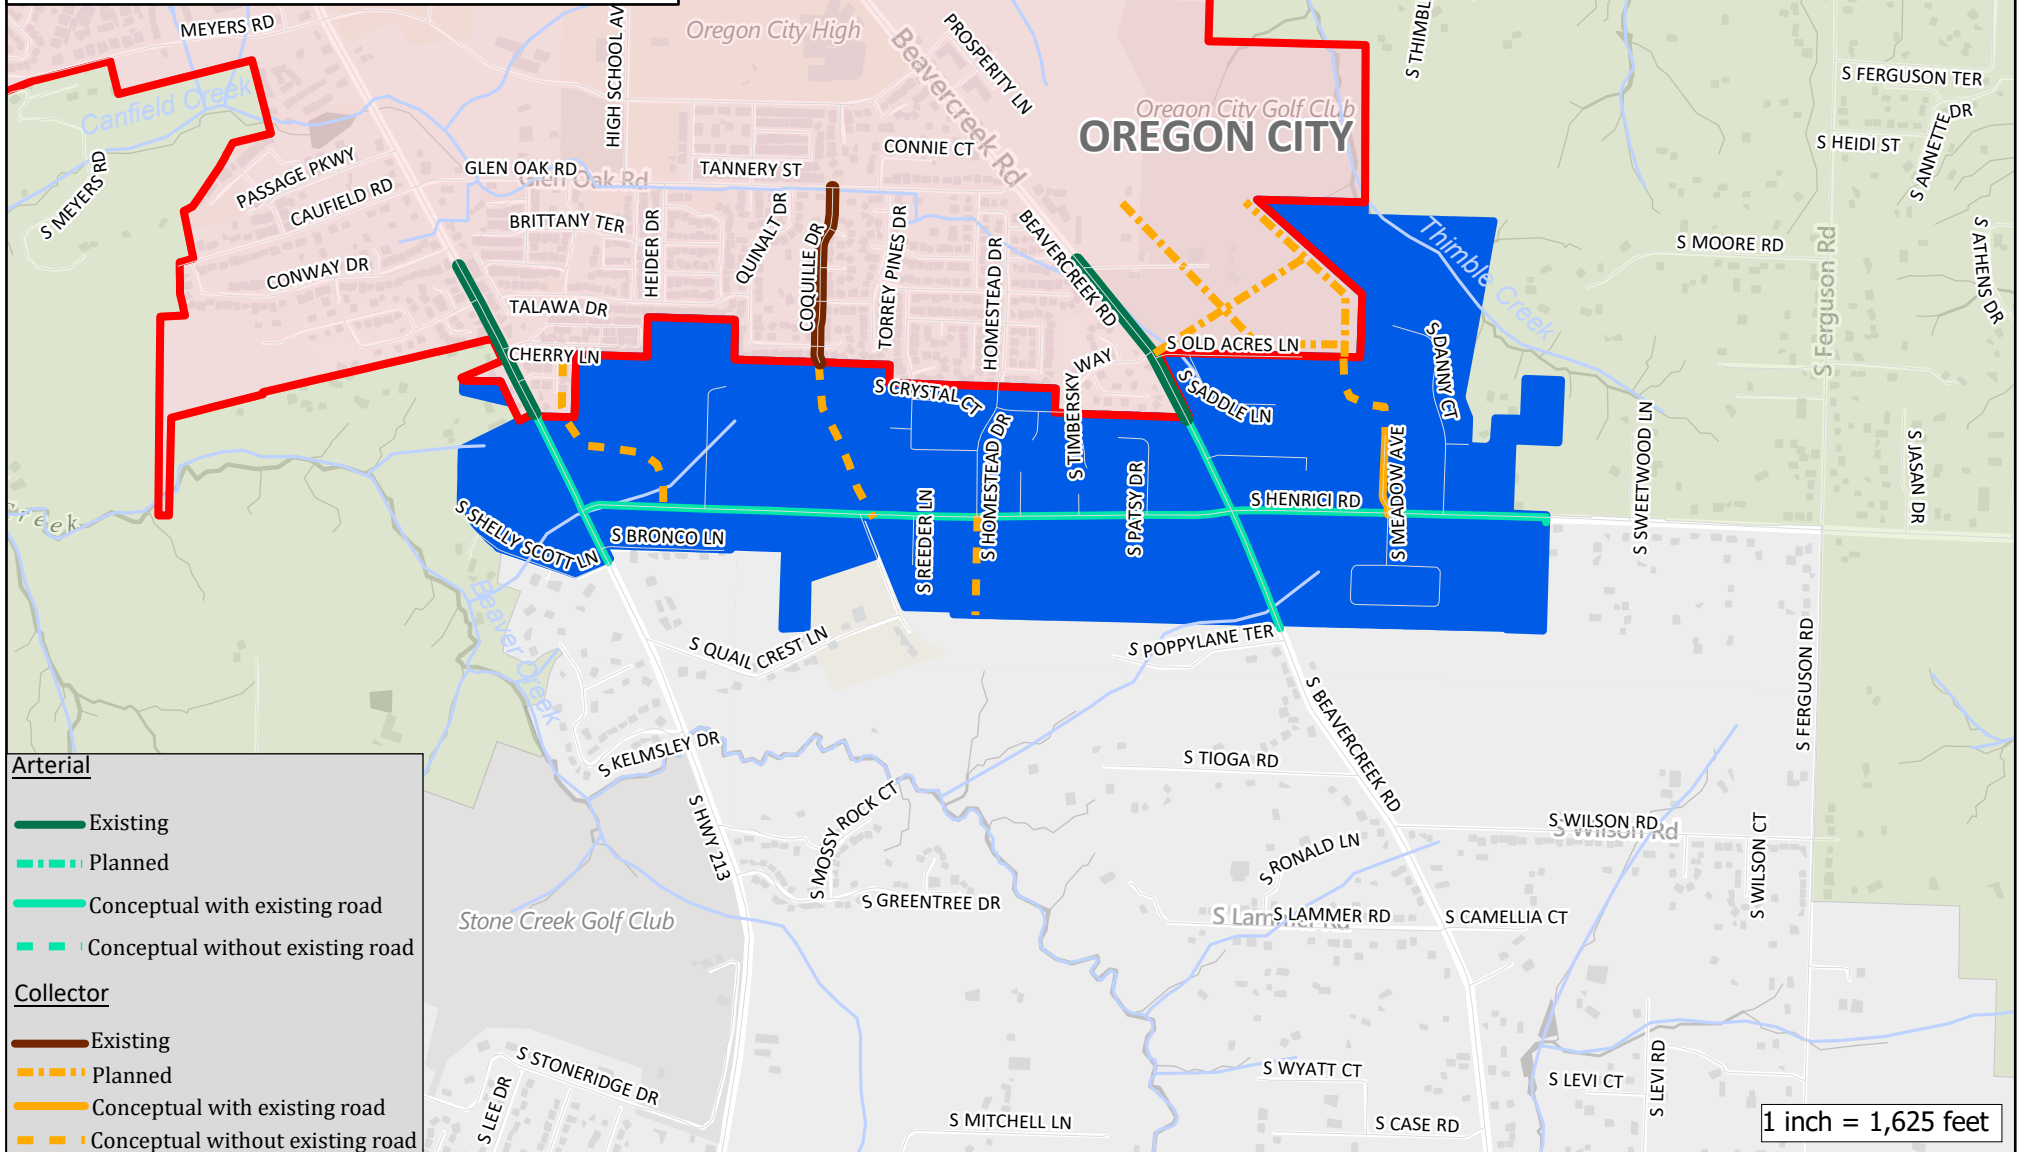 MEYERS RD
HIGH SCHOOL AV
Oregon City High
Beavercreek Rd
PROSPERITY LN
S THIMBL
S FERGUSON TER
S ANNETTE DR
S HEIDI ST
Canfield Creek
Oregon City Golf Club
OREGON CITY
S MEYERS RD
PASSAGE PKWY
CAUFIELD RD
GLEN OAK RD
Glen Oak Rd
TANNERY ST
CONNIE CT
BRITTANY TER
HEIDER DR
QUINALT DR
COQUILLE DR
TORREY PINES DR
HOMESTEAD DR
BEAVERCREEK RD
Thimble Creek
S MOORE RD
S Ferguson Rd
S ATHENS DR
CONWAY DR
TALAWA DR
CHERRY LN
S CRYSTAL CT
S TIMBERSKY WAY
S OLD ACRES LN
S SADDLE LN
S DANNY CT
S SWEETWOOD LN
S JASAN DR
S HOMESTEAD DR
S PATSY DR
S HENRICI RD
S MEADOW AVE
S REEDER LN
Creek
S SHELLY SCOTT LN
S BRONCO LN
Beaver Creek
S QUAIL CREST LN
S POPPYLANE TER
S BEAVERCREEK RD
S FERGUSON RD
S KELMSLEY DR
S HWY 213
S MOSSY ROCK CT
S GREENTREE DR
S TIOGA RD
S RONALD LN
S WILSON RD
S Wilson Rd
S WILSON CT
S Lammer Rd
S LAMMER RD
S CAMELLIA CT
Stone Creek Golf Club
S STONERIDGE DR
S LEE DR
S MITCHELL LN
S WYATT CT
S CASE RD
S LEVI CT
S LEVI RD
Arterial
Existing
Planned
Conceptual with existing road
Conceptual without existing road
Collector
Existing
Planned
Conceptual with existing road
Conceptual without existing road
1 inch = 1,625 feet